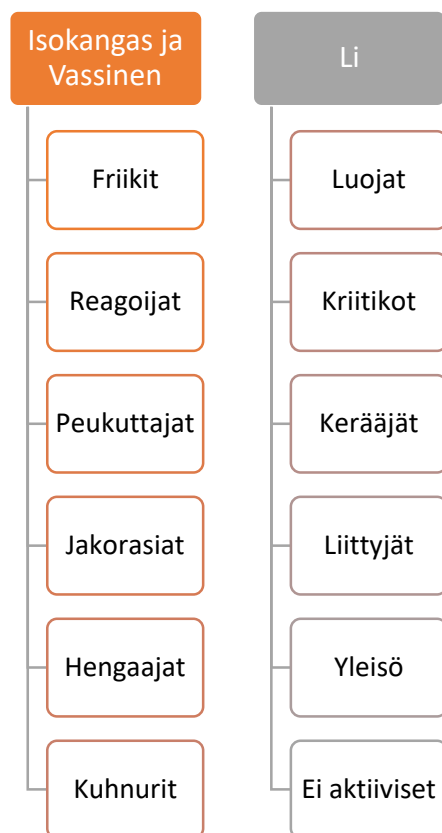 Isokangas ja
Vassinen
Friikit
Reagoijat
Peukuttajat
Jakorasiat
Hengaajat
Kuhnurit
Li
Luojat
Kriitikot
Kerääjät
Liittyjät
Yleisö
Ei aktiiviset